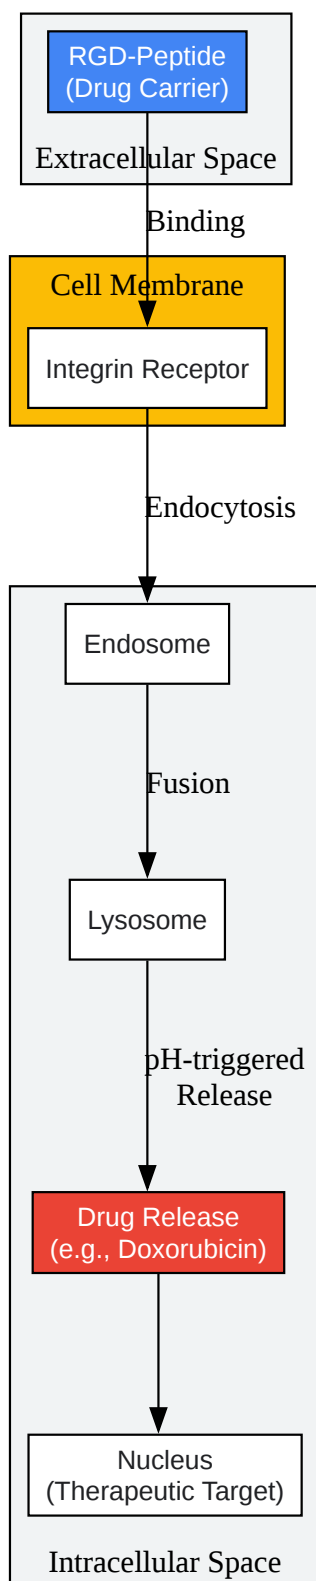 RGD-Peptide
(Drug Carrier)
Extracellular Space
Binding
Cell Membrane
Integrin Receptor
Endocytosis
Endosome
Fusion
Lysosome
pH-triggered
Release
Drug Release
(e.g., Doxorubicin)
Nucleus
(Therapeutic Target)
Intracellular Space